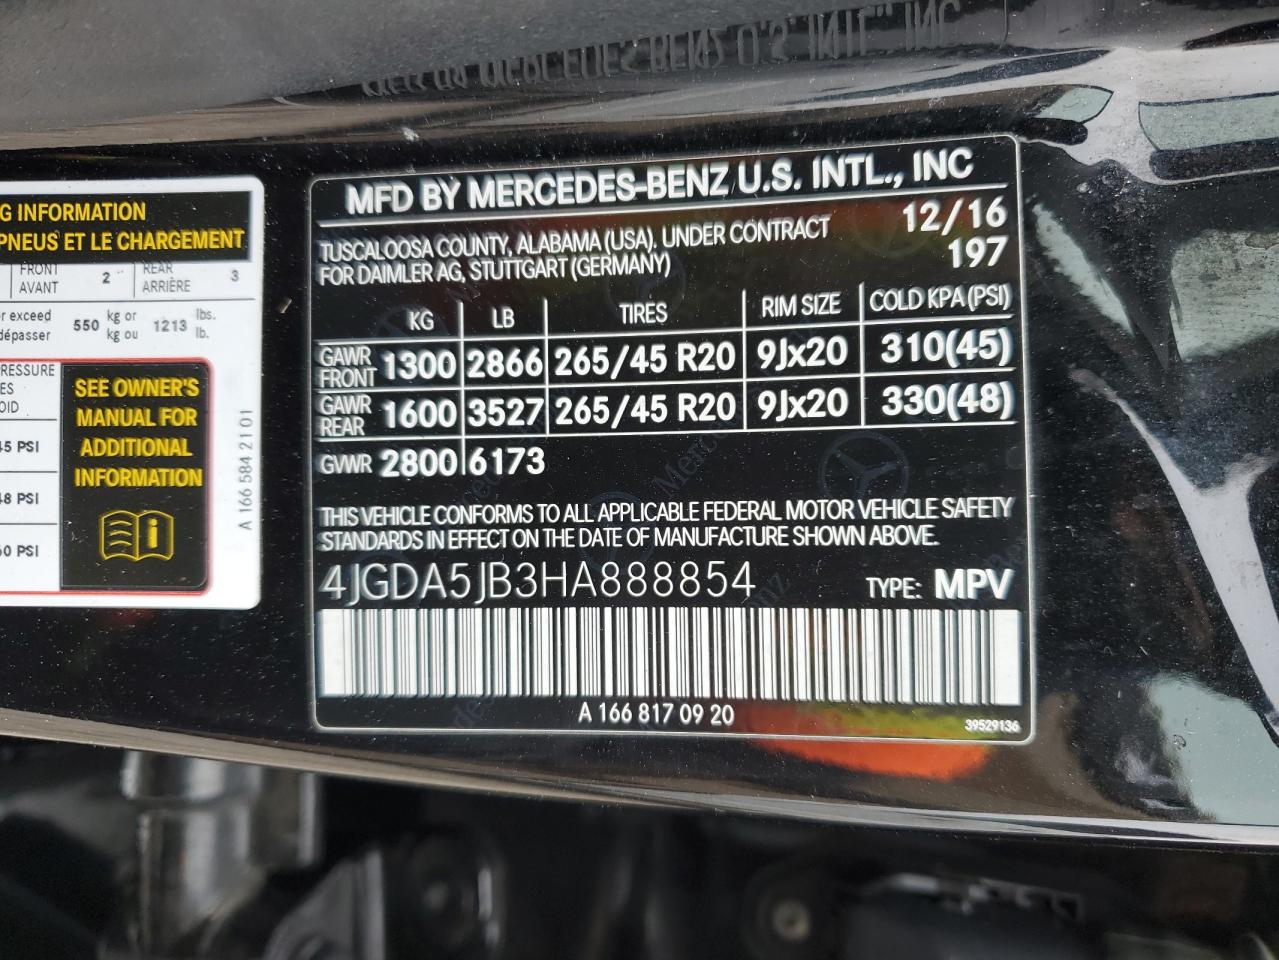 G INFORMATION
PNEUS ET LE CHARGEMENT
FRONT 2 REAR 3
AVANT ARRIÈRE
exceed 550 kg or 1213 lbs.
dépasser kg ou lb.
PRESSURE
45 PSI
PSI
PSI
SEE OWNER'S
MANUAL FOR
ADDITIONAL
INFORMATION
A 166 584 21 01
MFD BY MERCEDES-BENZ U.S. INTL., INC
TUSCALOOSA COUNTY, ALABAMA (USA). UNDER CONTRACT 12/16
FOR DAIMLER AG, STUTTGART (GERMANY) 197
KG LB TIRES RIM SIZE COLD KPA (PSI)
GAWR FRONT 1300 2866 265/45 R20 9Jx20 310(45)
GAWR REAR 1600 3527 265/45 R20 9Jx20 330(48)
GVWR 2800 6173
THIS VEHICLE CONFORMS TO ALL APPLICABLE FEDERAL MOTOR VEHICLE SAFETY
STANDARDS IN EFFECT ON THE DATE OF MANUFACTURE SHOWN ABOVE.
4JGDA5JB3HA888854 TYPE: MPV
A 166 817 09 20
39529136